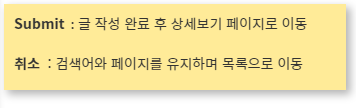 Submit : 글 작성 완료 후 상세보기 페이지로 이동
취소 : 검색어와 페이지를 유지하며 목록으로 이동